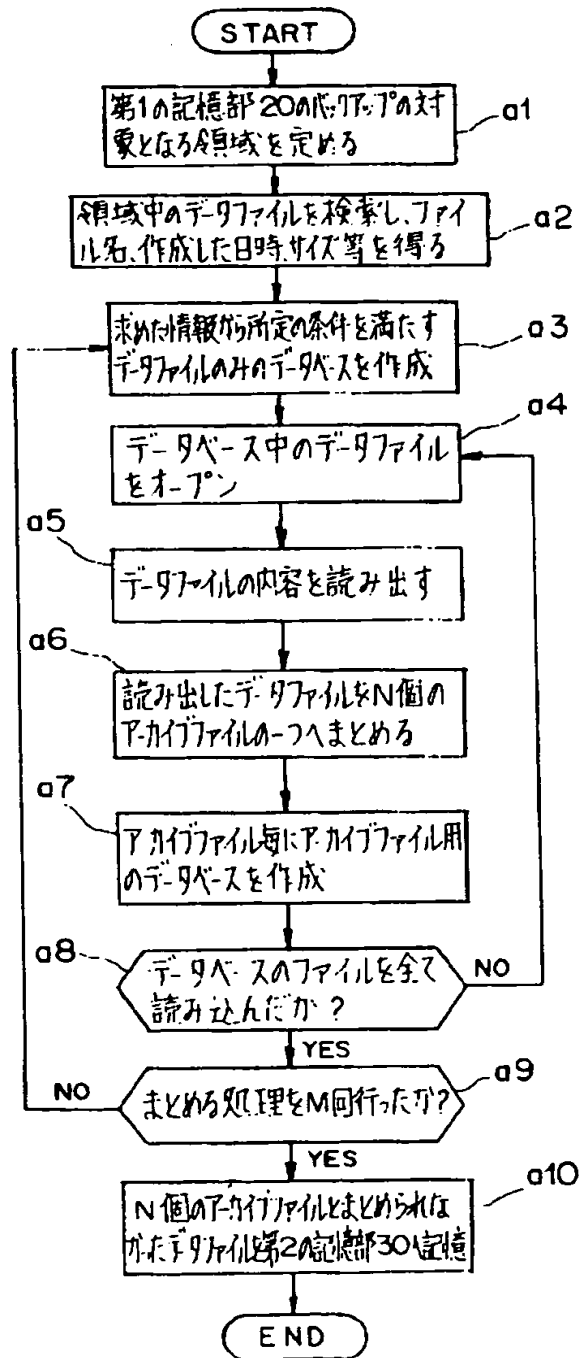 START
第1の記憶部20のバックアップの対
象となる領域を定める
a1
領域中のデータファイルを検索し、ファイ
ル名、作成した日時、サイズ等を得る
a2
求めた情報から所定の条件を満たす
データファイルのみのデータベースを作成
a3
データベース中のデータファイル
をオープン
a4
a5
データファイルの内容を読み出す
a6
読み出したデータファイルをN個の
アーカイブファイルの一つへまとめる
a7
アーカイブファイル毎にアーカイブファイル用
のデータベースを作成
a8
データベースのファイルを全て
読み込んだか?
NO
YES
a9
NO
まとめる処理をM回行ったか?
YES
a10
N個のアーカイブファイルとまとめられな
かったデータファイルを第2の記憶部30へ記憶
END